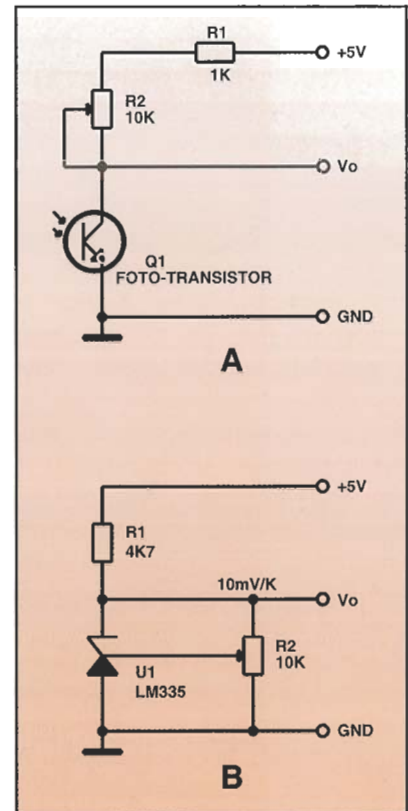 R1
1K
+5V
R2
10K
Vo
Q1
FOTO-TRANSISTOR
GND
A
+5V
R1
4K7
10mV/K
Vo
R2
10K
U1
LM335
GND
B